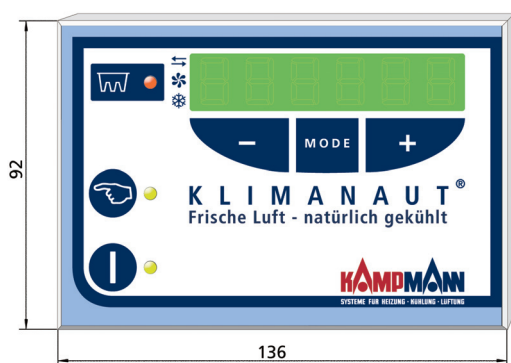 MODE
KLIMANAUT®
Frische Luft - natürlich gekühlt
KAMPMANN
SYSTEME FÜR HEIZUNG · KÜHLUNG · LÜFTUNG
92
136